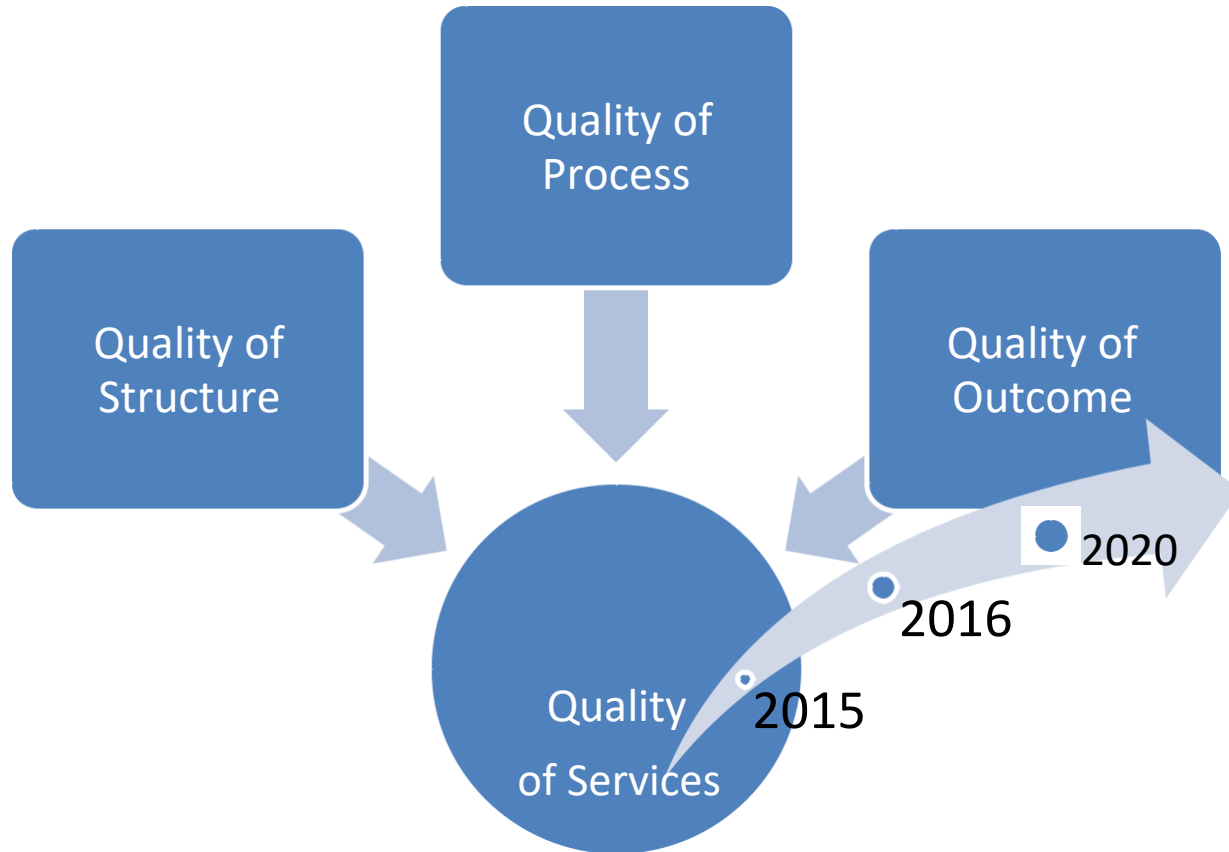 Quality of
Process
Quality of
Structure
Quality of
Outcome
2020
2016
2015
Quality
of Services